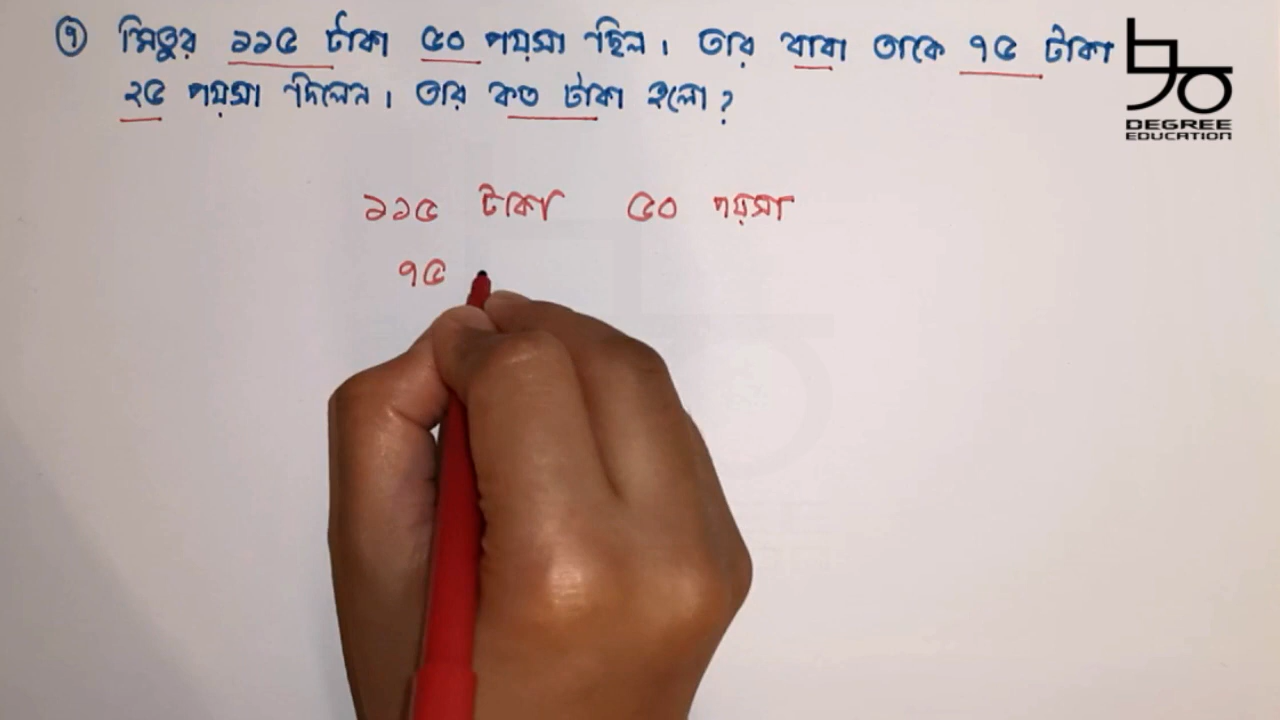 ৭ মিতুর ১১৫ টাকা ৫০ পয়সা ছিল। তার বাবা তাকে ৭৫ টাকা
২৫ পয়সা দিলেন। তার কত টাকা হলো?
DEGREE
EDUCATION
১১৫ টাকা ৫০ পয়সা
৭৫